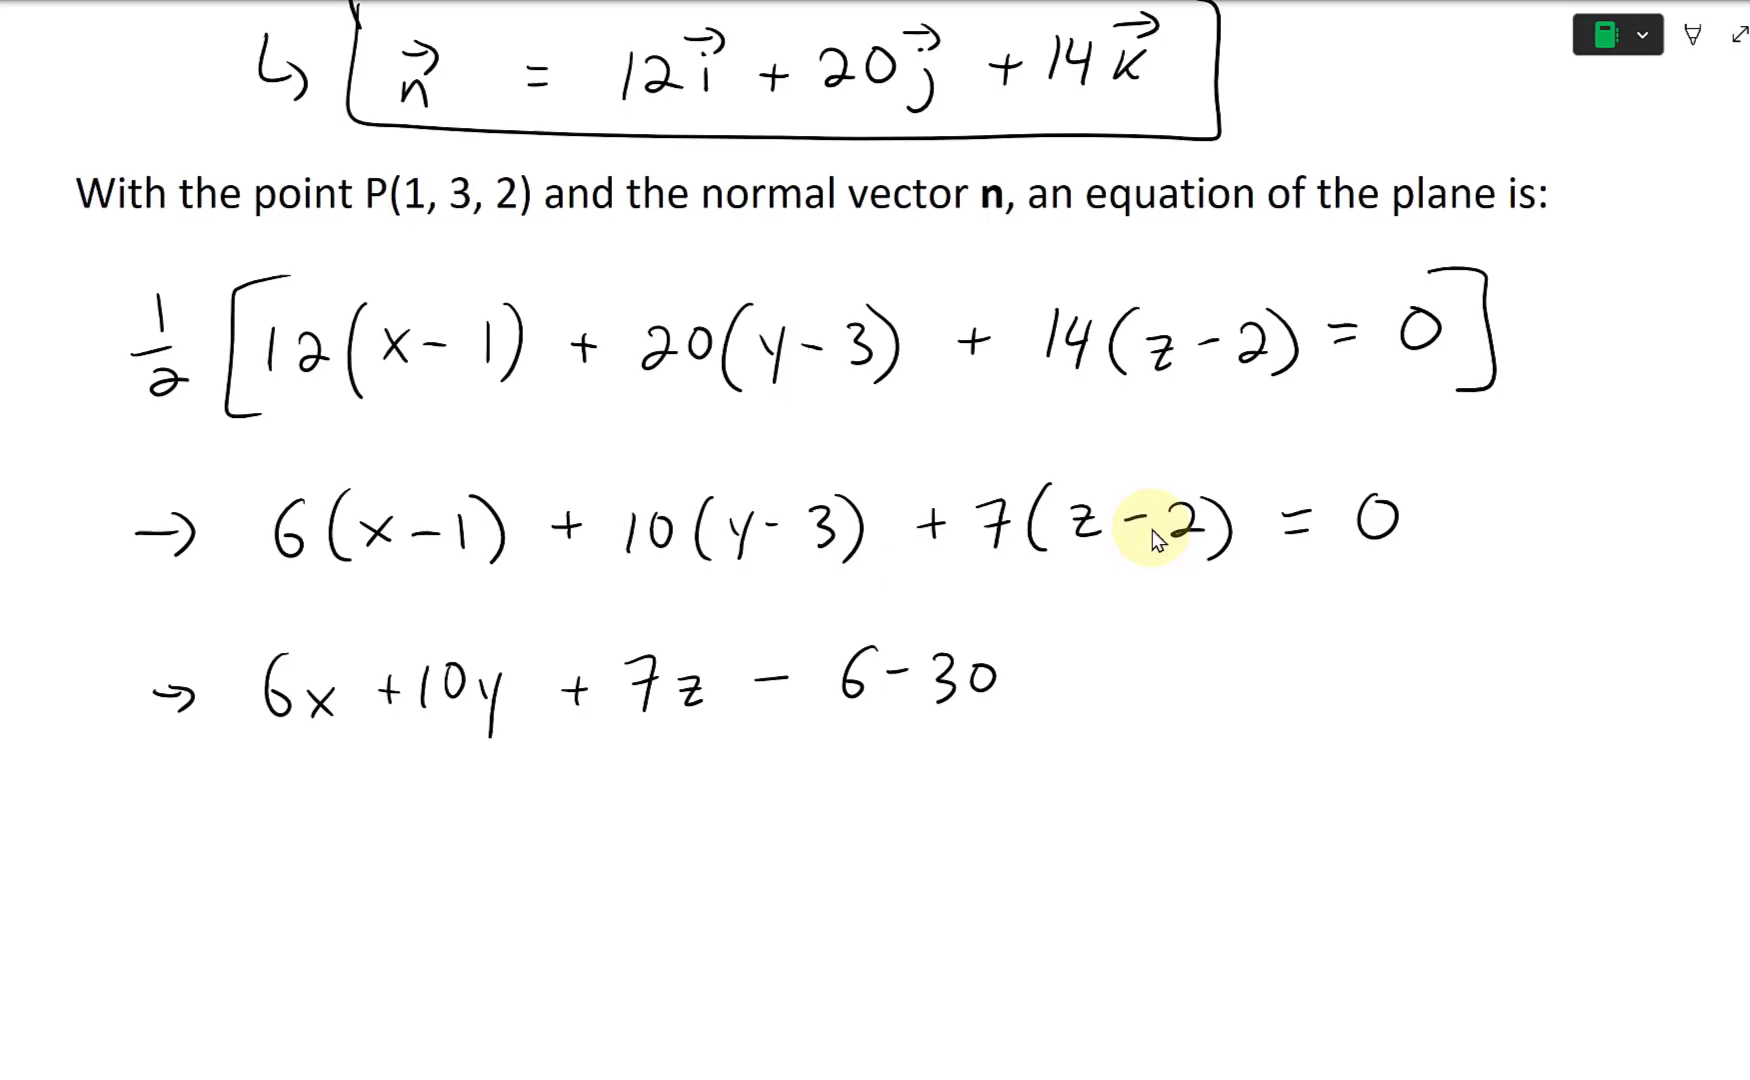 ↳ n⃗ = 12i⃗ + 20j⃗ + 14k⃗
With the point P(1, 3, 2) and the normal vector n, an equation of the plane is:
1/2 [12(x-1) + 20(y-3) + 14(z-2) = 0]
→ 6(x-1) + 10(y-3) + 7(z-2) = 0
→ 6x +10y + 7z - 6-30